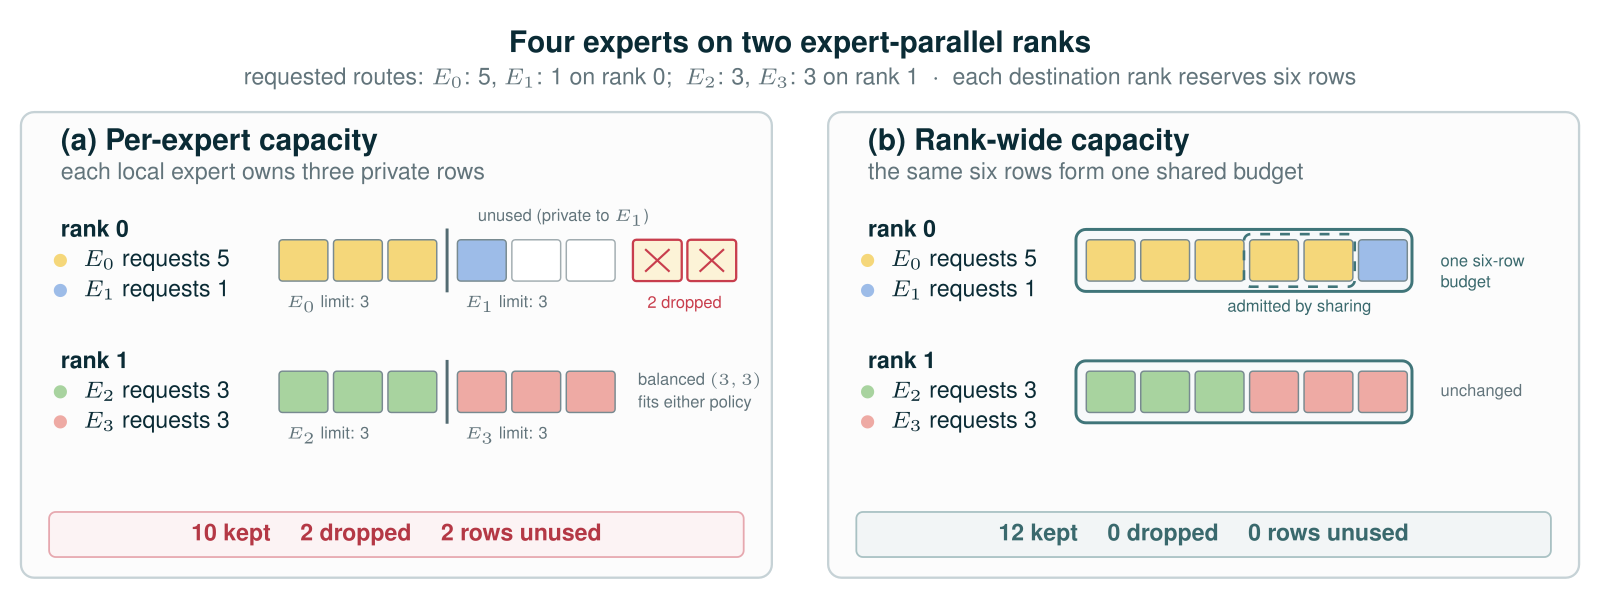 Four experts on two expert-parallel ranks
requested routes: E0: 5, E1: 1 on rank 0; E2: 3, E3: 3 on rank 1 · each destination rank reserves six rows
(a) Per-expert capacity
each local expert owns three private rows
unused (private to E1)
rank 0
E0 requests 5
E1 requests 1
E0 limit: 3
E1 limit: 3
2 dropped
rank 1
E2 requests 3
E3 requests 3
balanced (3, 3)
fits either policy
E2 limit: 3
E3 limit: 3
10 kept 2 dropped 2 rows unused
(b) Rank-wide capacity
the same six rows form one shared budget
rank 0
E0 requests 5
E1 requests 1
one six-row
budget
admitted by sharing
rank 1
E2 requests 3
E3 requests 3
unchanged
12 kept 0 dropped 0 rows unused